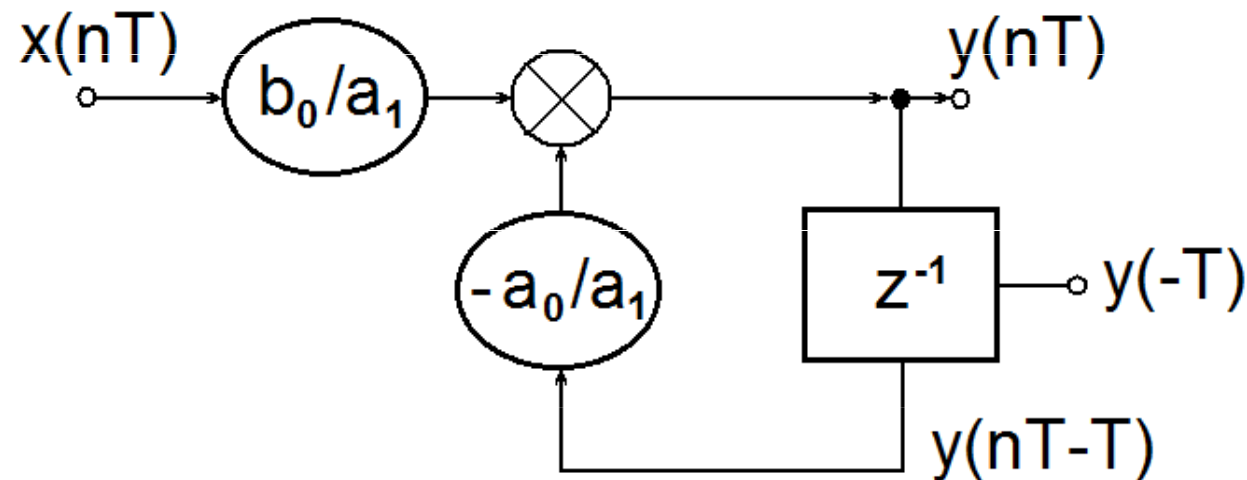 x(nT)
b₀/a₁
y(nT)
-a₀/a₁
z⁻¹
y(-T)
y(nT-T)